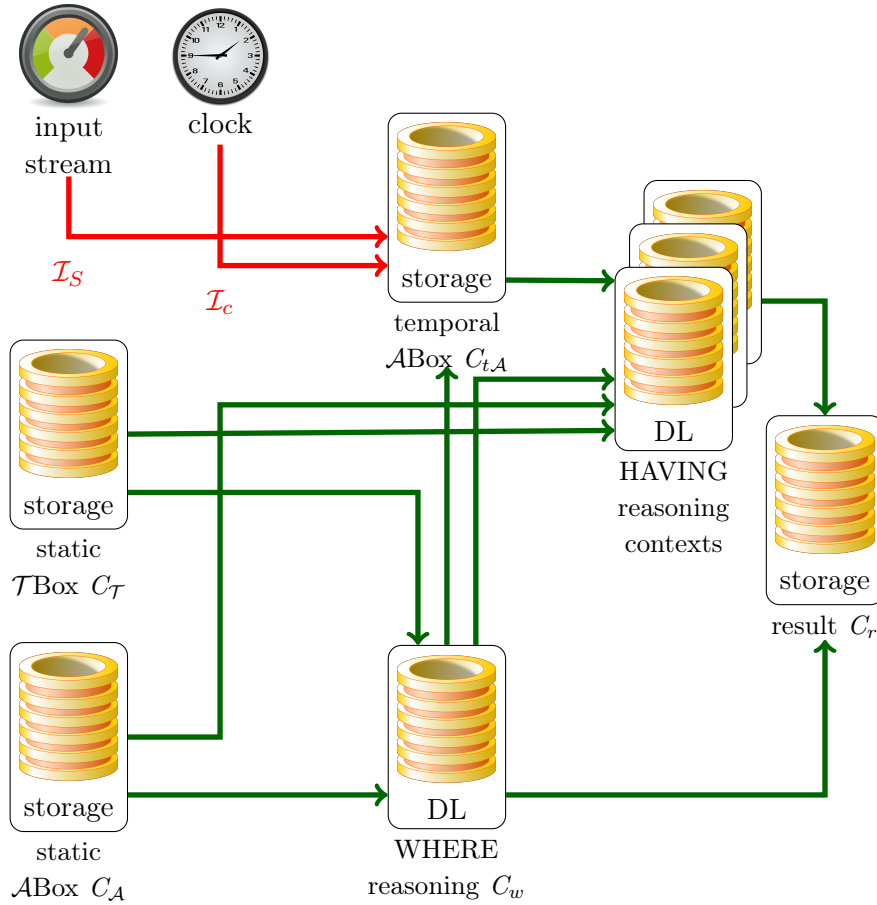 input
stream
clock
storage
temporal
𝒜Box C_{t𝒜}
ℐ_S
ℐ_c
storage
static
𝒯Box C_𝒯
DL
HAVING
reasoning
contexts
storage
result C_r
storage
static
𝒜Box C_𝒜
DL
WHERE
reasoning C_w